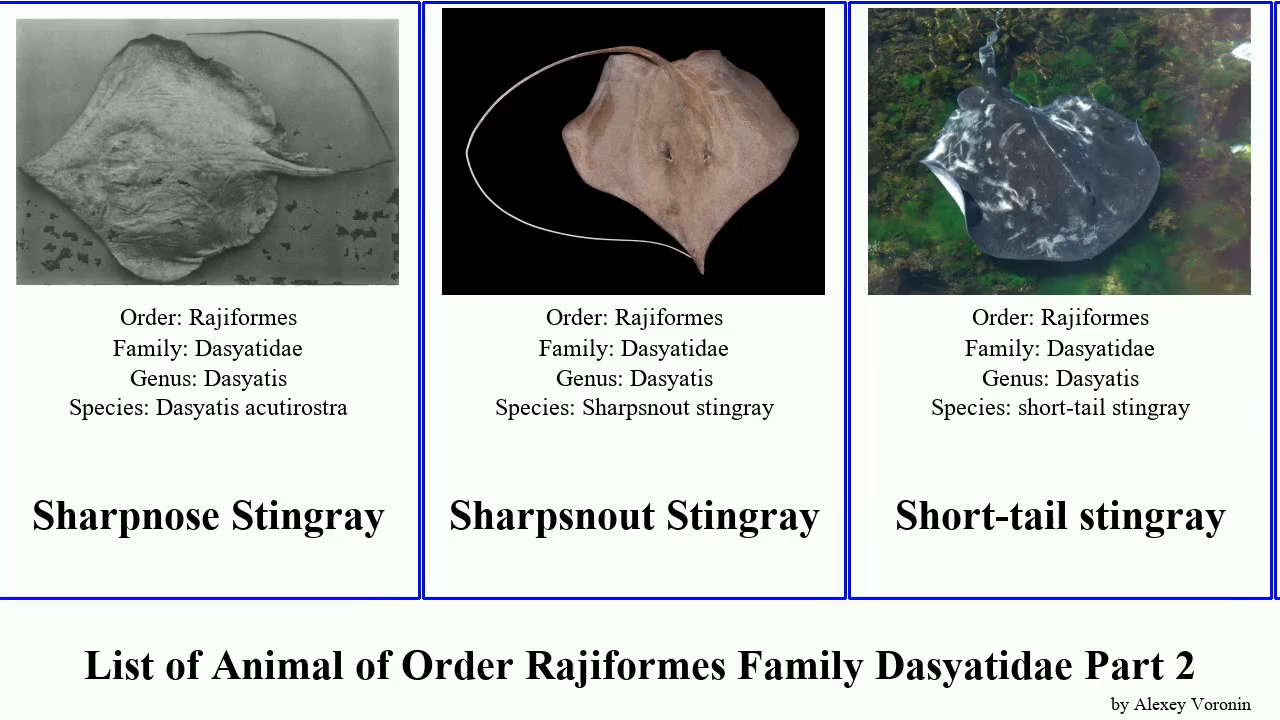 Order: Rajiformes
Family: Dasyatidae
Genus: Dasyatis
Species: Dasyatis acutirostra
Sharpnose Stingray
Order: Rajiformes
Family: Dasyatidae
Genus: Dasyatis
Species: Sharpsnout stingray
Sharpsnout Stingray
Order: Rajiformes
Family: Dasyatidae
Genus: Dasyatis
Species: short-tail stingray
Short-tail stingray
List of Animal of Order Rajiformes Family Dasyatidae Part 2
by Alexey Voronin